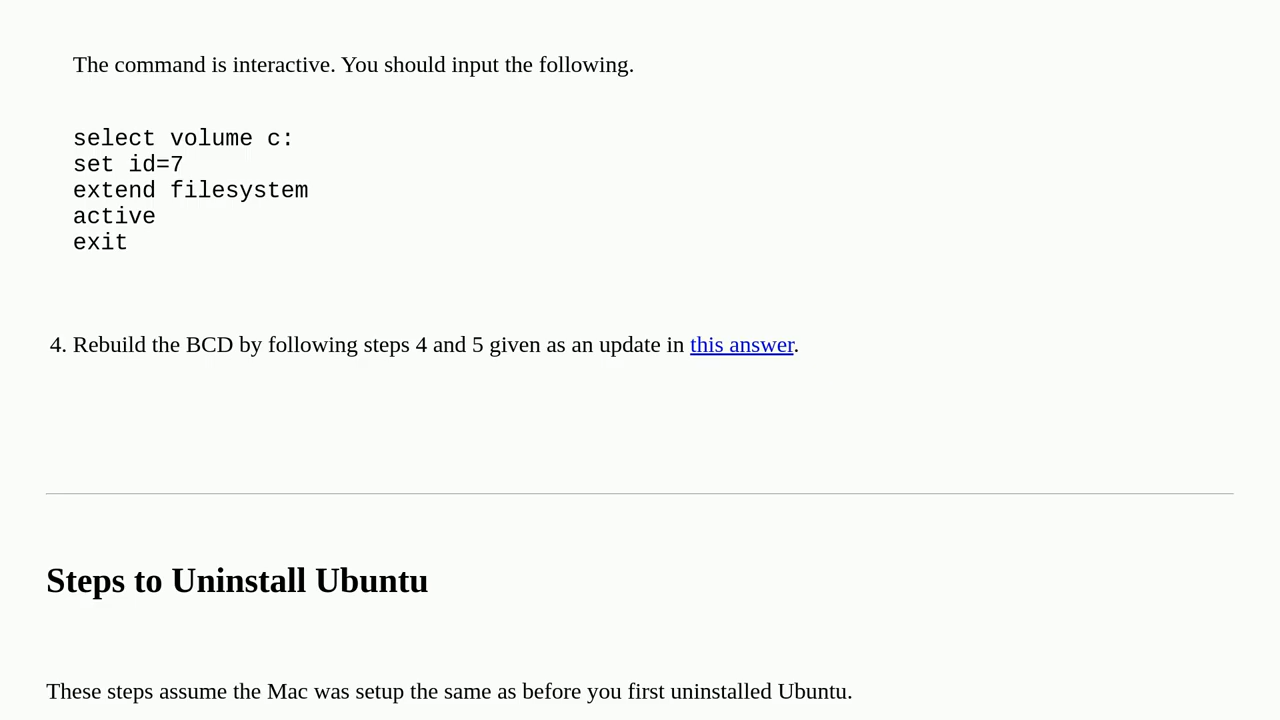 The command is interactive. You should input the following.
select volume c:
set id=7
extend filesystem
active
exit
4. Rebuild the BCD by following steps 4 and 5 given as an update in this answer.
Steps to Uninstall Ubuntu
These steps assume the Mac was setup the same as before you first uninstalled Ubuntu.